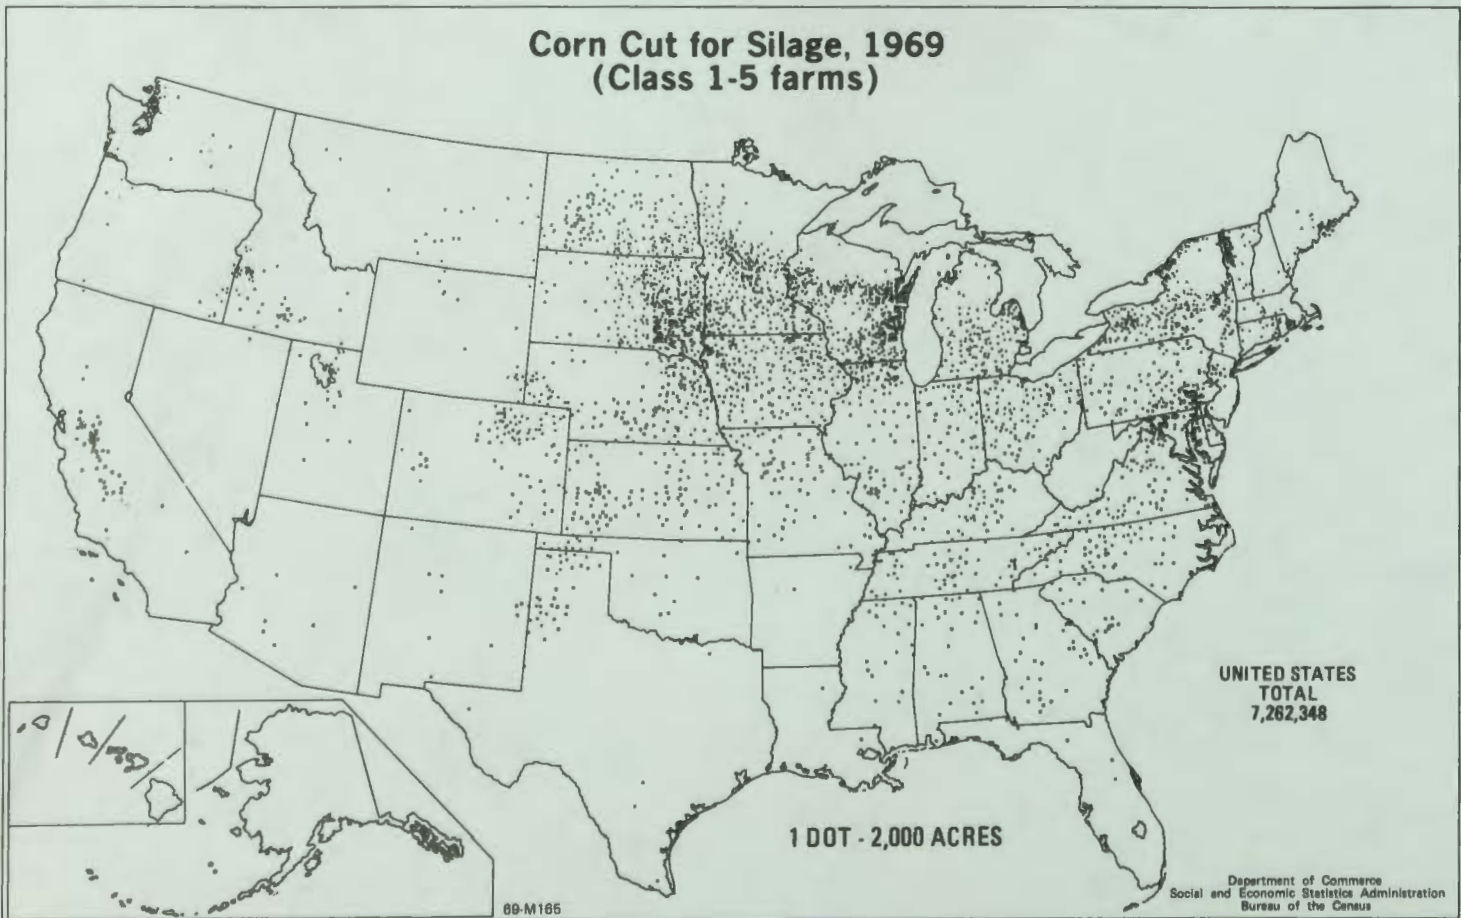 Corn Cut for Silage, 1969
(Class 1-5 farms)
UNITED STATES
TOTAL
7,262,348
1 DOT - 2,000 ACRES
Department of Commerce
Social and Economic Statistics Administration
Bureau of the Census
69-M165